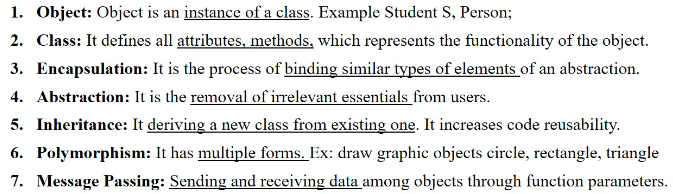 1. Object: Object is an instance of a class. Example Student S, Person;
2. Class: It defines all attributes, methods, which represents the functionality of the object.
3. Encapsulation: It is the process of binding similar types of elements of an abstraction.
4. Abstraction: It is the removal of irrelevant essentials from users.
5. Inheritance: It deriving a new class from existing one. It increases code reusability.
6. Polymorphism: It has multiple forms. Ex: draw graphic objects circle, rectangle, triangle
7. Message Passing: Sending and receiving data among objects through function parameters.